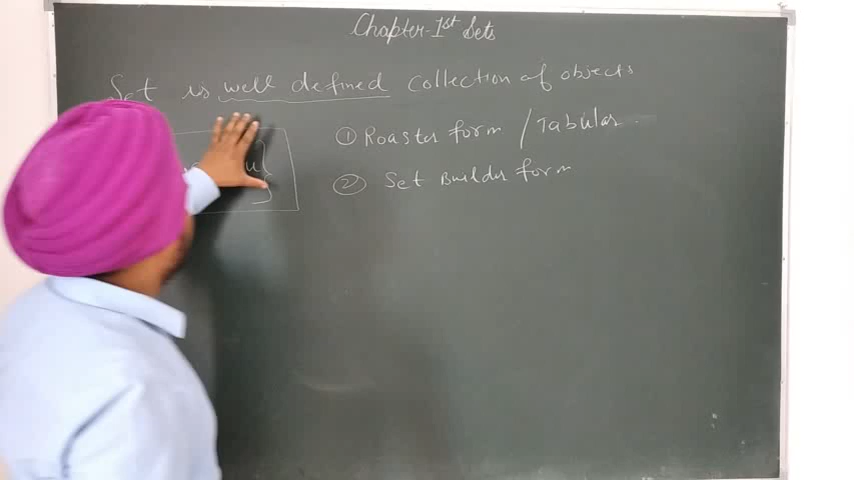 Chapter-1st Sets
Set is well defined collection of objects
① Roaster form / Tabular.
u}
② Set Builder form